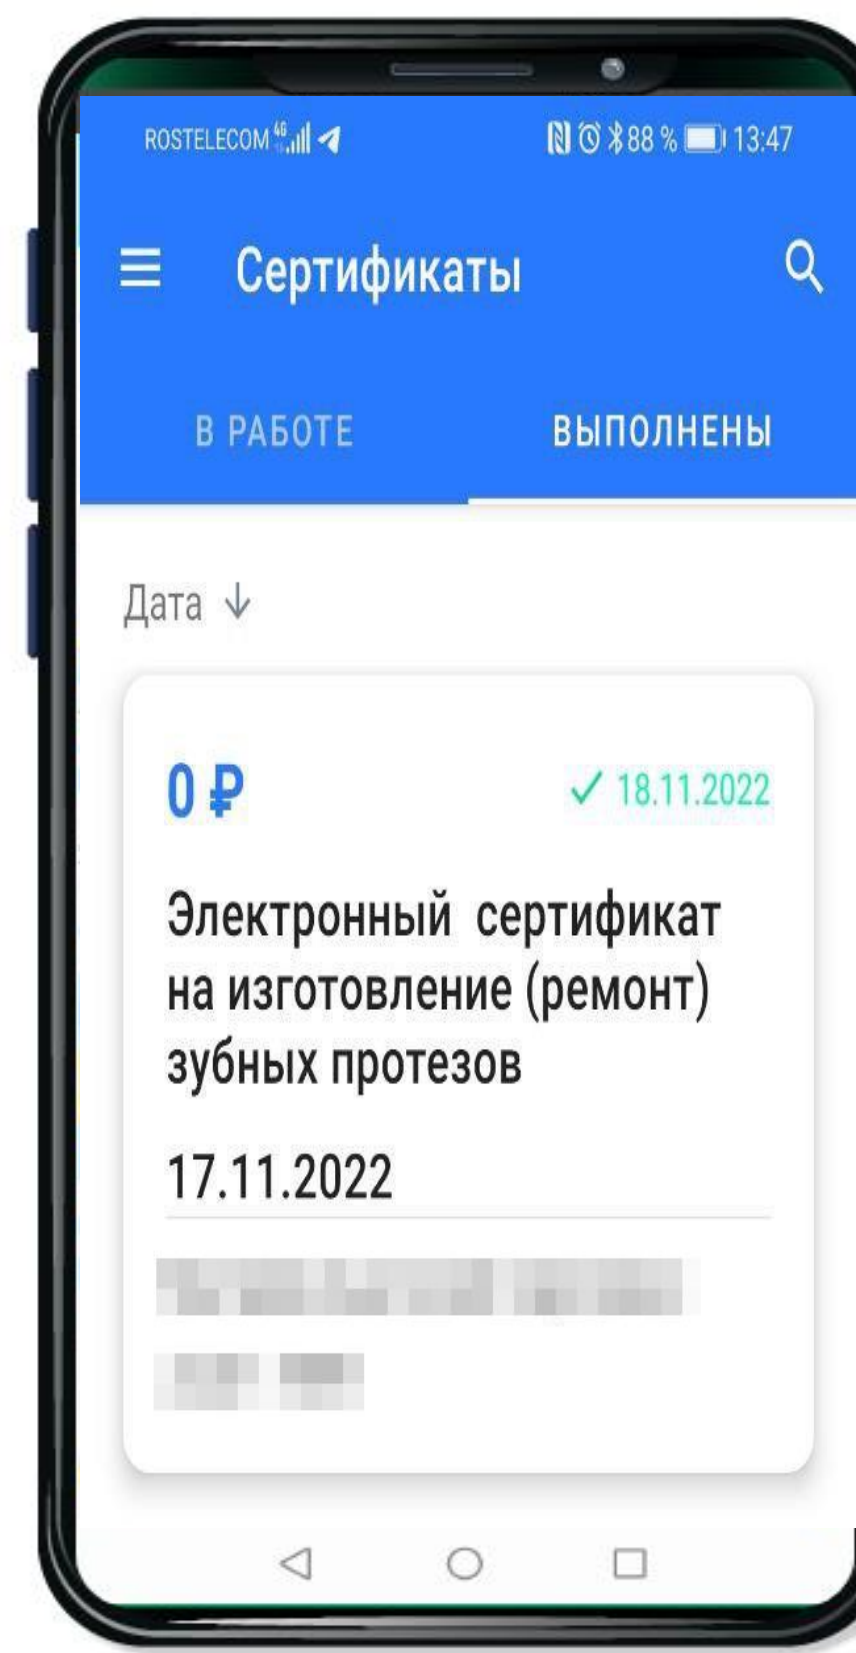 ROSTELECOM 4G 88 % 13:47
Сертификаты
В РАБОТЕ ВЫПОЛНЕНЫ
Дата
0 ₽ 18.11.2022
Электронный сертификат
на изготовление (ремонт)
зубных протезов
17.11.2022